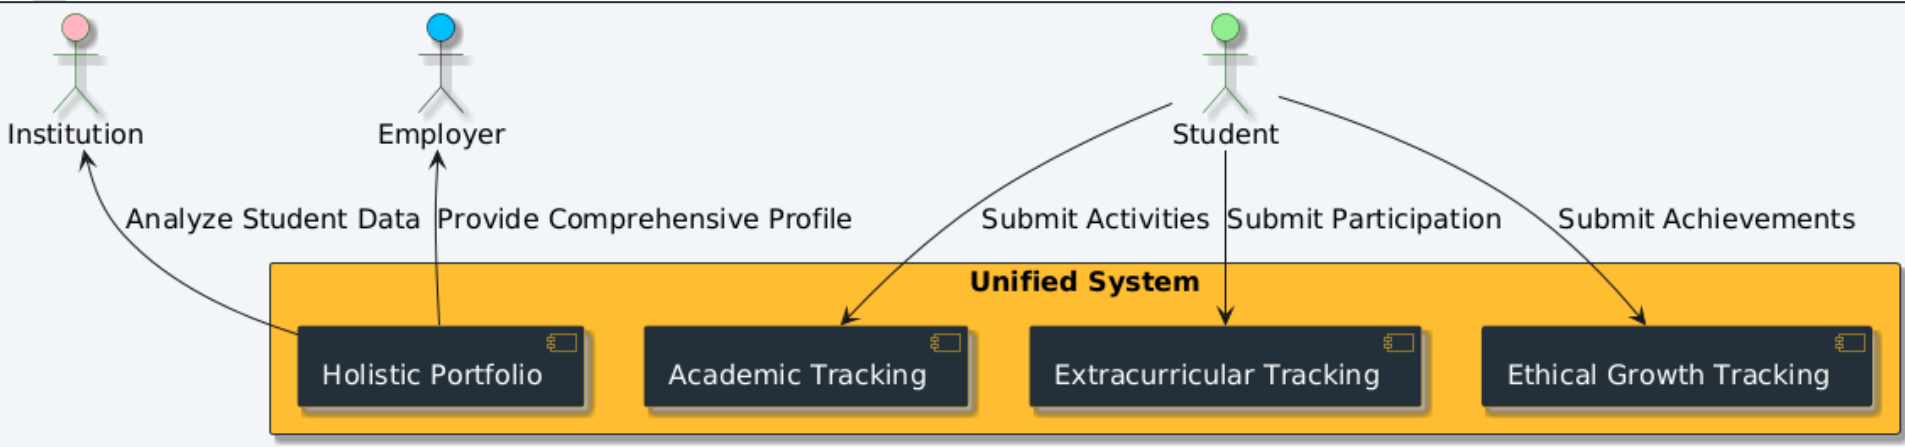 Institution
Employer
Student
Analyze Student Data
Provide Comprehensive Profile
Submit Activities
Submit Participation
Submit Achievements
Unified System
Holistic Portfolio
Academic Tracking
Extracurricular Tracking
Ethical Growth Tracking